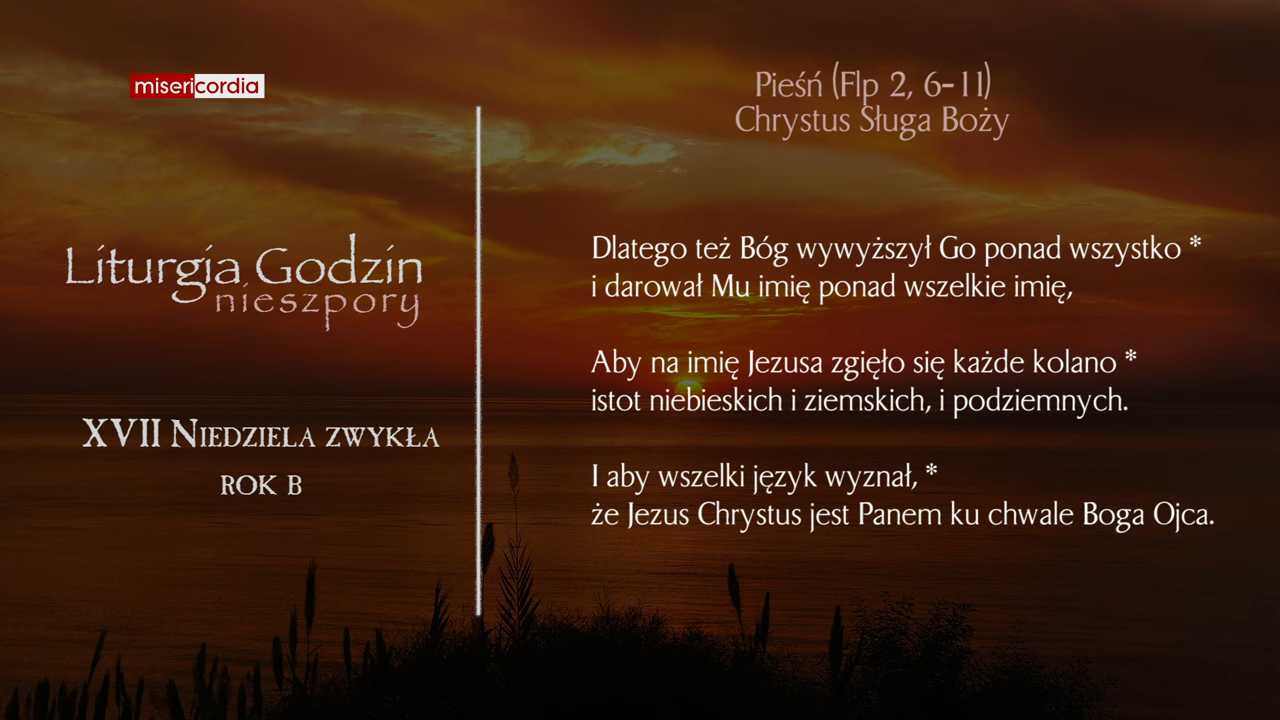 misericordia
Liturgia Godzin
nieszpory
XVII Niedziela zwykła
rok B
Pieśń (Flp 2, 6-11)
Chrystus Sługa Boży
Dlatego też Bóg wywyższył Go ponad wszystko *
i darował Mu imię ponad wszelkie imię,
Aby na imię Jezusa zgięło się każde kolano *
istot niebieskich i ziemskich, i podziemnych.
I aby wszelki język wyznał, *
że Jezus Chrystus jest Panem ku chwale Boga Ojca.